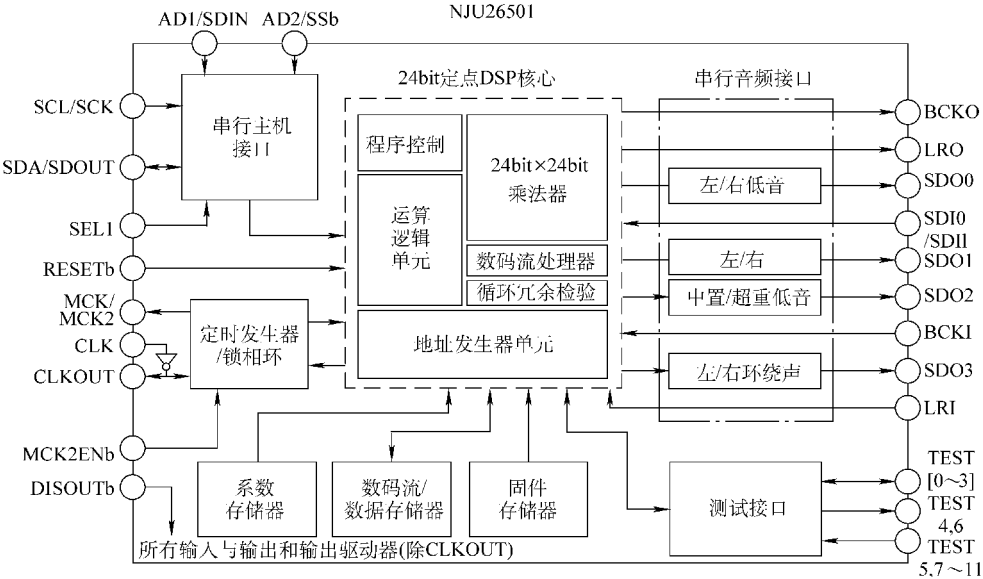 NJU26501
AD1/SDIN
AD2/SSb
24bit定点DSP核心
串行音频接口
SCL/SCK
SDA/SDOUT
SEL1
RESETb
MCK/
MCK2
CLK
CLKOUT
MCK2ENb
DISOUTb
串行主机
接口
定时发生器
/锁相环
程序控制
24bit×24bit
乘法器
运算
逻辑
单元
数码流处理器
循环冗余检验
地址发生器单元
左/右低音
左/右
中置/超重低音
左/右环绕声
BCKO
LRO
SDO0
SDI0
/SDI1
SDO1
SDO2
BCKI
SDO3
LRI
TEST
[0～3]
TEST
4,6
TEST
5,7～11
系数
存储器
数码流/
数据存储器
固件
存储器
测试接口
所有输入与输出和输出驱动器(除CLKOUT)